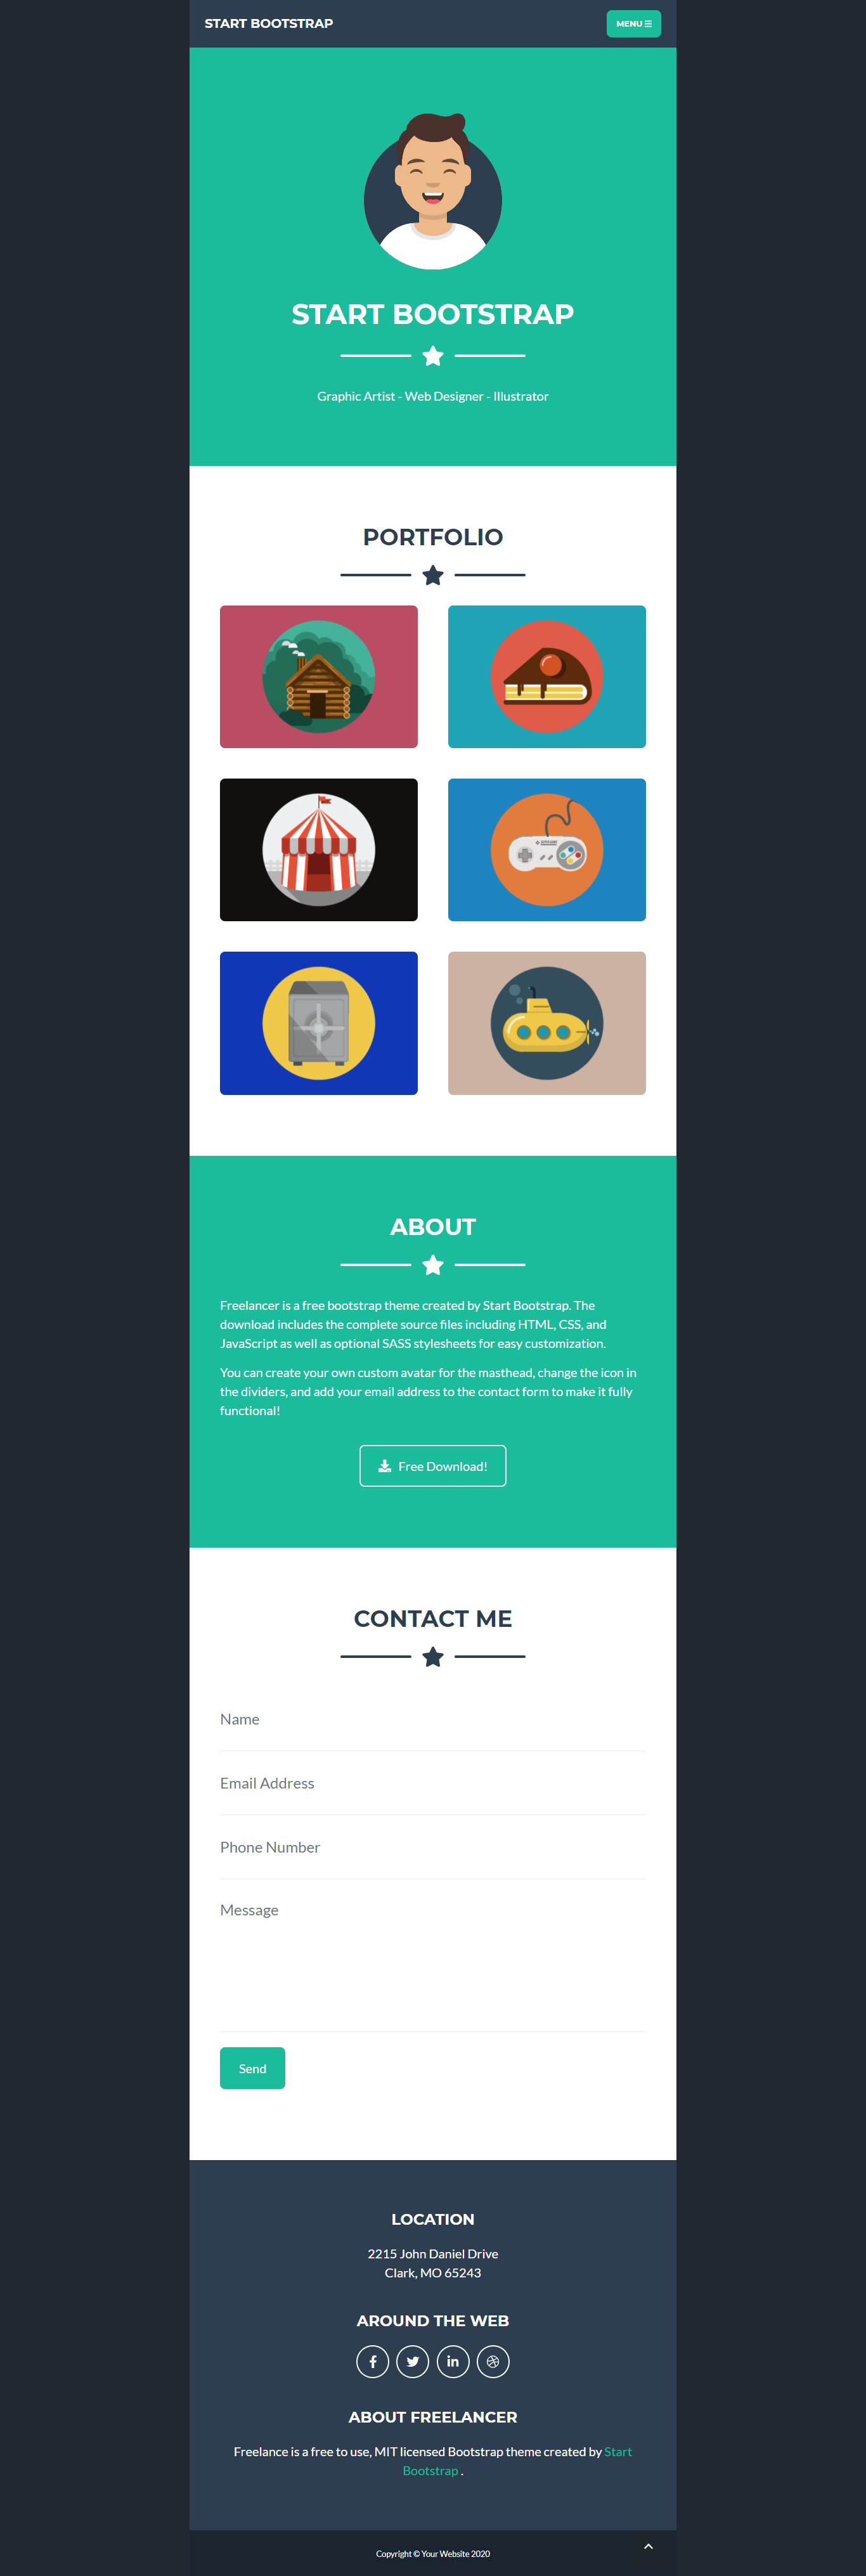 START BOOTSTRAP
MENU
START BOOTSTRAP
Graphic Artist - Web Designer - Illustrator
PORTFOLIO
ABOUT
Freelancer is a free bootstrap theme created by Start Bootstrap. The
download includes the complete source files including HTML, CSS, and
JavaScript as well as optional SASS stylesheets for easy customization.
You can create your own custom avatar for the masthead, change the icon in
the dividers, and add your email address to the contact form to make it fully
functional!
Free Download!
CONTACT ME
Name
Email Address
Phone Number
Message
Send
LOCATION
2215 John Daniel Drive
Clark, MO 65243
AROUND THE WEB
ABOUT FREELANCER
Freelance is a free to use, MIT licensed Bootstrap theme created by Start
Bootstrap .
Copyright © Your Website 2020